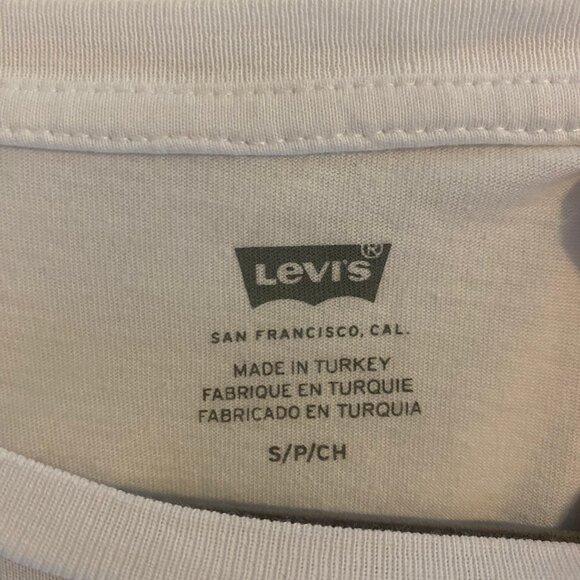 Levi's ®
SAN FRANCISCO, CAL.
MADE IN TURKEY
FABRIQUE EN TURQUIE
FABRICADO EN TURQUIA
S/P/CH